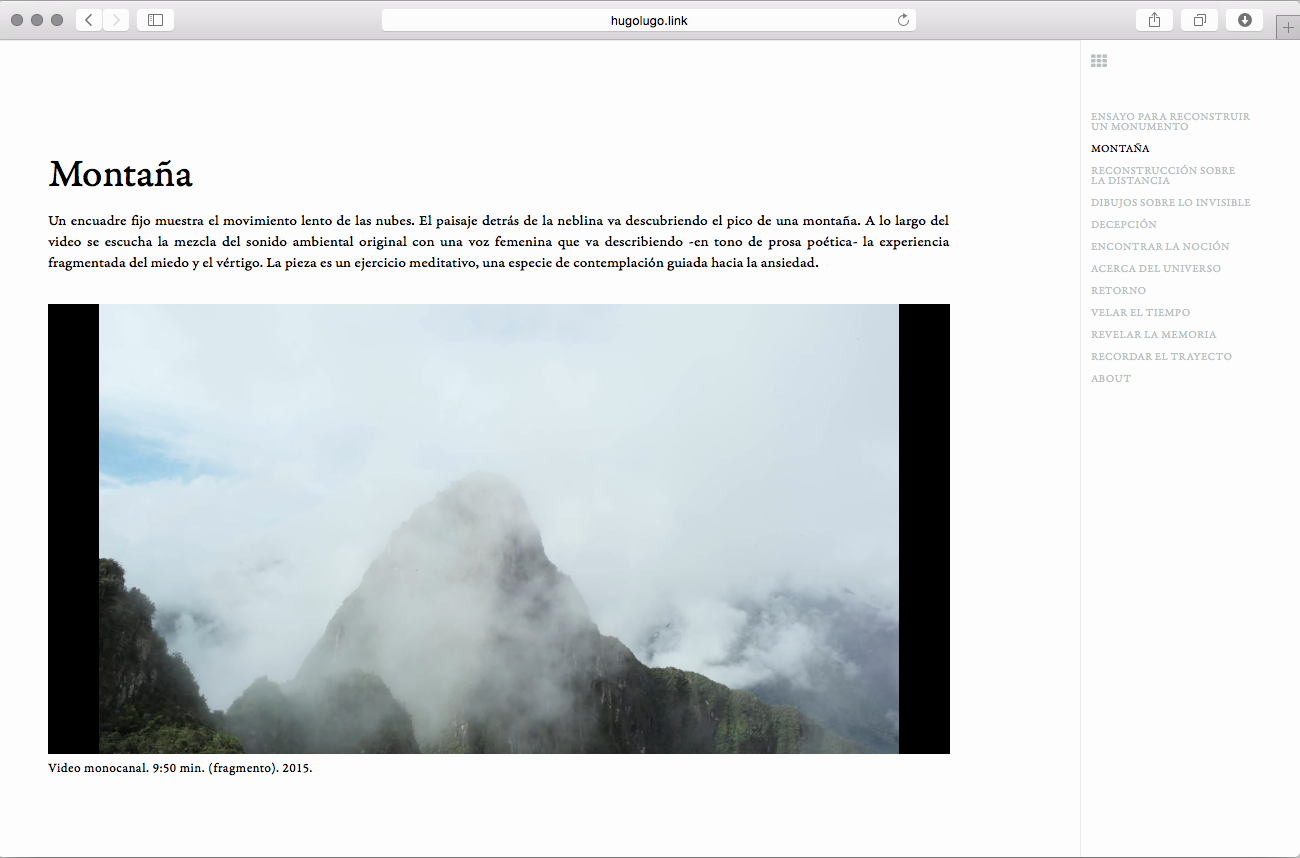 hugolugo.link
Montaña
Un encuadre fijo muestra el movimiento lento de las nubes. El paisaje detrás de la neblina va descubriendo el pico de una montaña. A lo largo del
video se escucha la mezcla del sonido ambiental original con una voz femenina que va describiendo -en tono de prosa poética- la experiencia
fragmentada del miedo y el vértigo. La pieza es un ejercicio meditativo, una especie de contemplación guiada hacia la ansiedad.
Video monocanal. 9:50 min. (fragmento). 2015.
ENSAYO PARA RECONSTRUIR
UN MONUMENTO
MONTAÑA
RECONSTRUCCIÓN SOBRE
LA DISTANCIA
DIBUJOS SOBRE LO INVISIBLE
DECEPCIÓN
ENCONTRAR LA NOCIÓN
ACERCA DEL UNIVERSO
RETORNO
VELAR EL TIEMPO
REVELAR LA MEMORIA
RECORDAR EL TRAYECTO
ABOUT